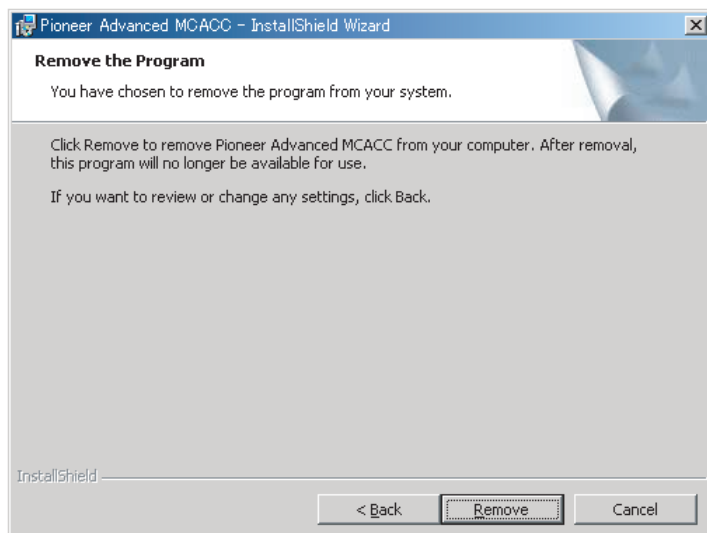 Pioneer Advanced MCACC - InstallShield Wizard
Remove the Program
You have chosen to remove the program from your system.
Click Remove to remove Pioneer Advanced MCACC from your computer. After removal,
this program will no longer be available for use.
If you want to review or change any settings, click Back.
InstallShield
< Back
Remove
Cancel